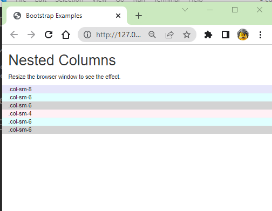 Bootstrap Examples
http://127.0...
Nested Columns
Resize the browser window to see the effect.
.col-sm-8
.col-sm-6
.col-sm-6
.col-sm-4
.col-sm-6
.col-sm-6